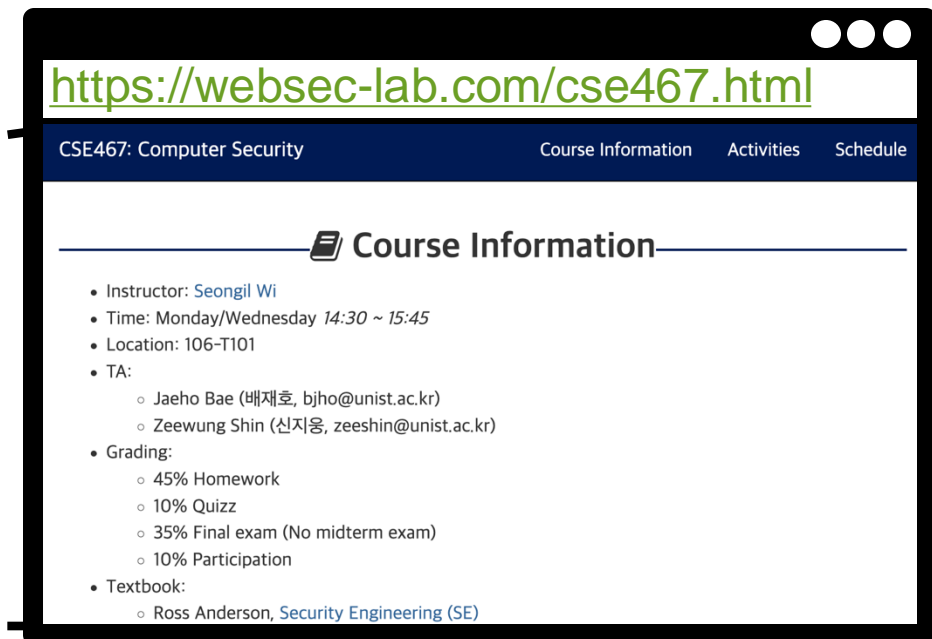 https://websec-lab.com/cse467.html
CSE467: Computer Security Course Information Activities Schedule
Course Information
• Instructor: Seongil Wi
• Time: Monday/Wednesday 14:30 ~ 15:45
• Location: 106-T101
• TA:
◦ Jaeho Bae (배재호, bjho@unist.ac.kr)
◦ Zeewung Shin (신지웅, zeeshin@unist.ac.kr)
• Grading:
◦ 45% Homework
◦ 10% Quizz
◦ 35% Final exam (No midterm exam)
◦ 10% Participation
• Textbook:
◦ Ross Anderson, Security Engineering (SE)